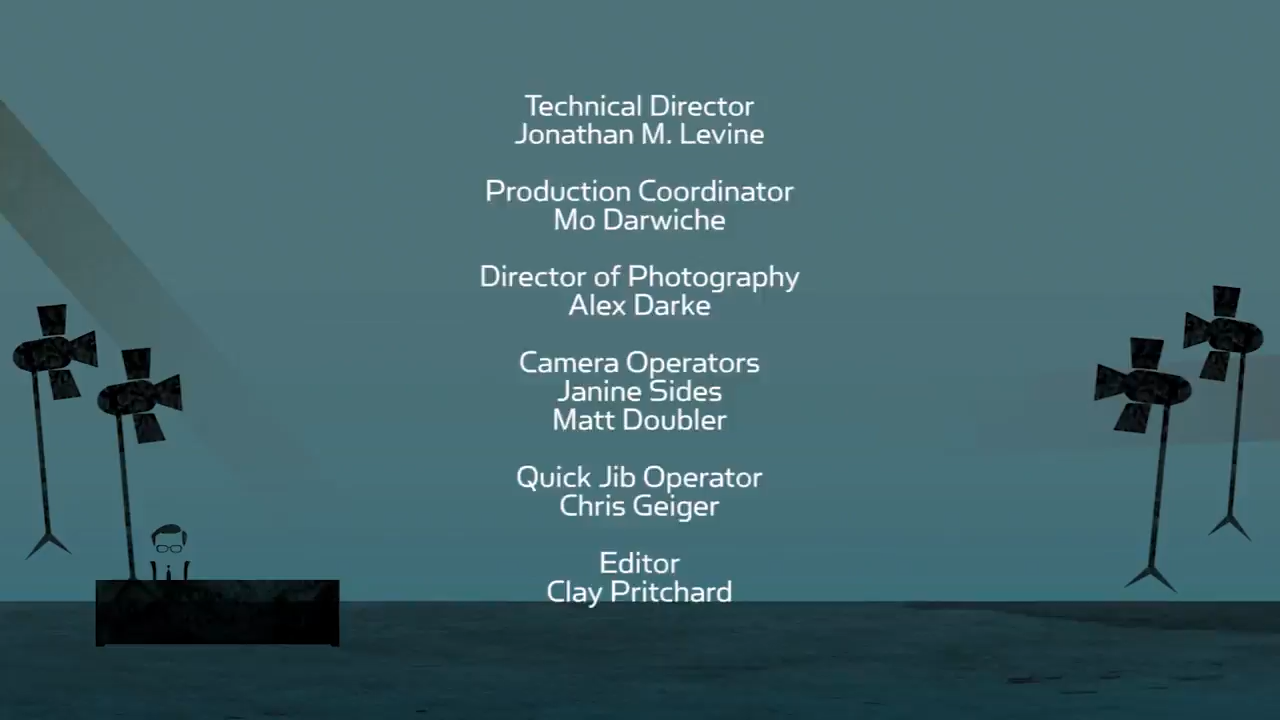 Technical Director
Jonathan M. Levine
Production Coordinator
Mo Darwiche
Director of Photography
Alex Darke
Camera Operators
Janine Sides
Matt Doubler
Quick Jib Operator
Chris Geiger
Editor
Clay Pritchard